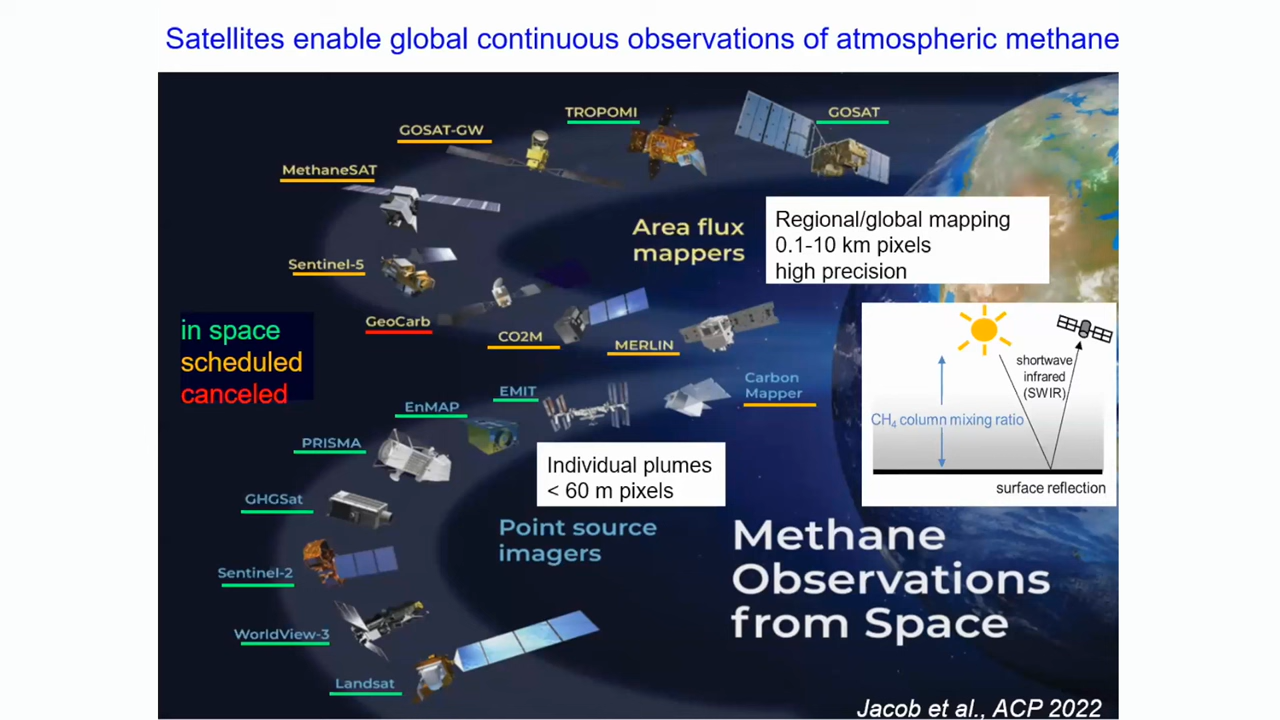 Satellites enable global continuous observations of atmospheric methane
TROPOMI
GOSAT
GOSAT-GW
MethaneSAT
Area flux
mappers
Regional/global mapping
0.1-10 km pixels
high precision
Sentinel-5
GeoCarb
CO2M
MERLIN
in space
scheduled
canceled
shortwave
infrared
(SWIR)
CH₄ column mixing ratio
surface reflection
EMIT
Carbon
Mapper
EnMAP
PRISMA
Individual plumes
< 60 m pixels
GHGSat
Point source
imagers
Sentinel-2
WorldView-3
Landsat
Methane
Observations
from Space
Jacob et al., ACP 2022